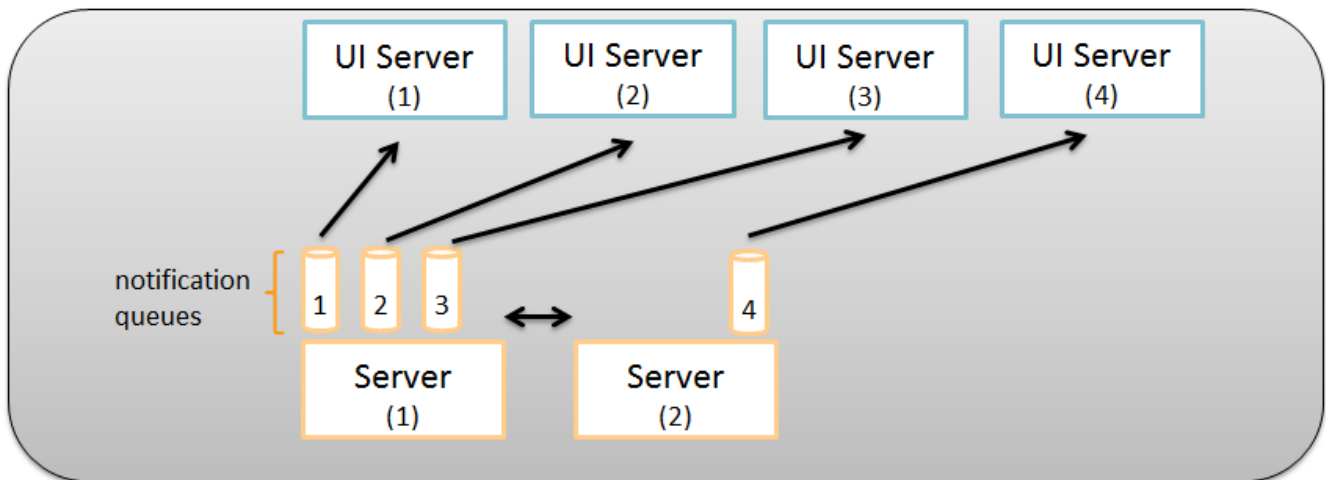 UI Server
(1)
UI Server
(2)
UI Server
(3)
UI Server
(4)
notification
queues
1
2
3
4
Server
(1)
Server
(2)